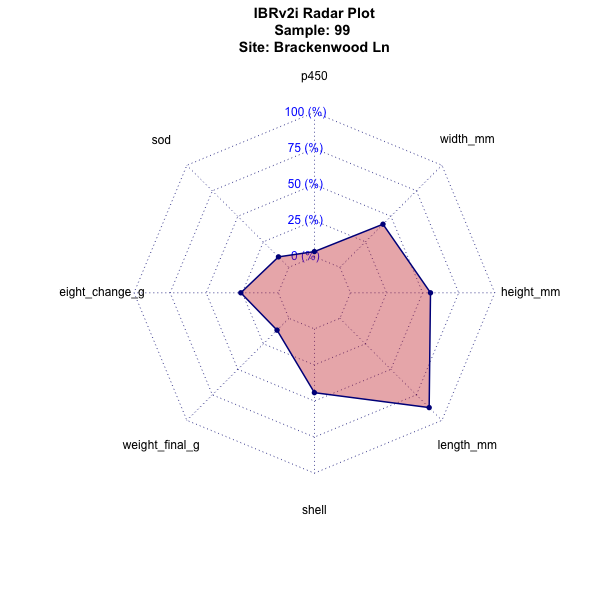 IBRv2i Radar Plot
Sample: 99
Site: Brackenwood Ln
p450
100 (%)
sod
width_mm
75 (%)
50 (%)
25 (%)
0 (%)
eight_change_g
height_mm
weight_final_g
length_mm
shell